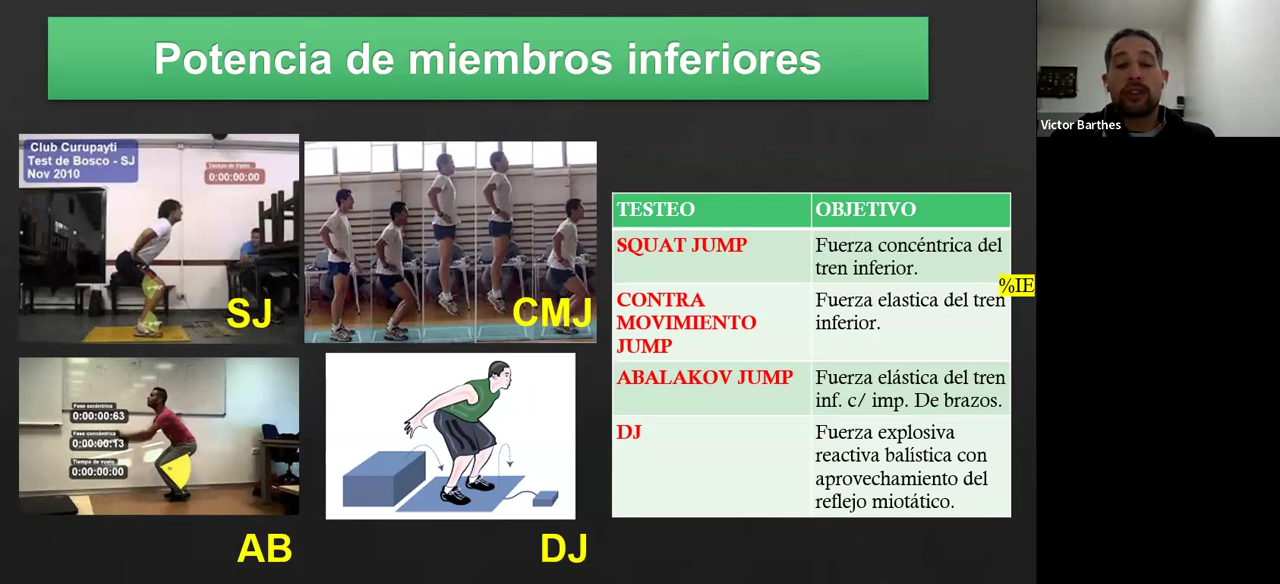 Potencia de miembros inferiores
Victor Barthes
Club Curupayti
Test de Bosco - SJ
Nov 2010
Tiempo de Vuelo
0:00:00:00
SJ
CMJ
Fase excéntrica
0:00:00:63
Fase concéntrica
0:00:00:13
Tiempo de vuelo
0:00:00:00
AB
DJ
TESTEO
OBJETIVO
SQUAT JUMP
Fuerza concéntrica del
tren inferior.
%IE
CONTRA
MOVIMIENTO
JUMP
Fuerza elastica del tren
inferior.
ABALAKOV JUMP
Fuerza elástica del tren
inf. c/ imp. De brazos.
DJ
Fuerza explosiva
reactiva balística con
aprovechamiento del
reflejo miotático.